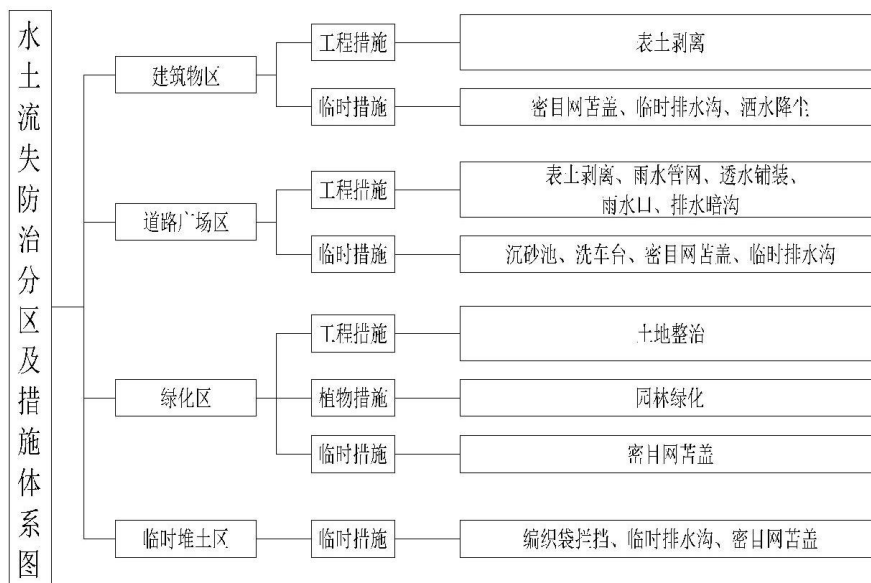 水土流失防治分区及措施体系图
建筑物区
工程措施
表土剥离
临时措施
密目网苫盖、临时排水沟、洒水降尘
道路广场区
工程措施
表土剥离、雨水管网、透水铺装、
雨水口、排水暗沟
临时措施
沉砂池、洗车台、密目网苫盖、临时排水沟
绿化区
工程措施
土地整治
植物措施
园林绿化
临时措施
密目网苫盖
临时堆土区
临时措施
编织袋拦挡、临时排水沟、密目网苫盖